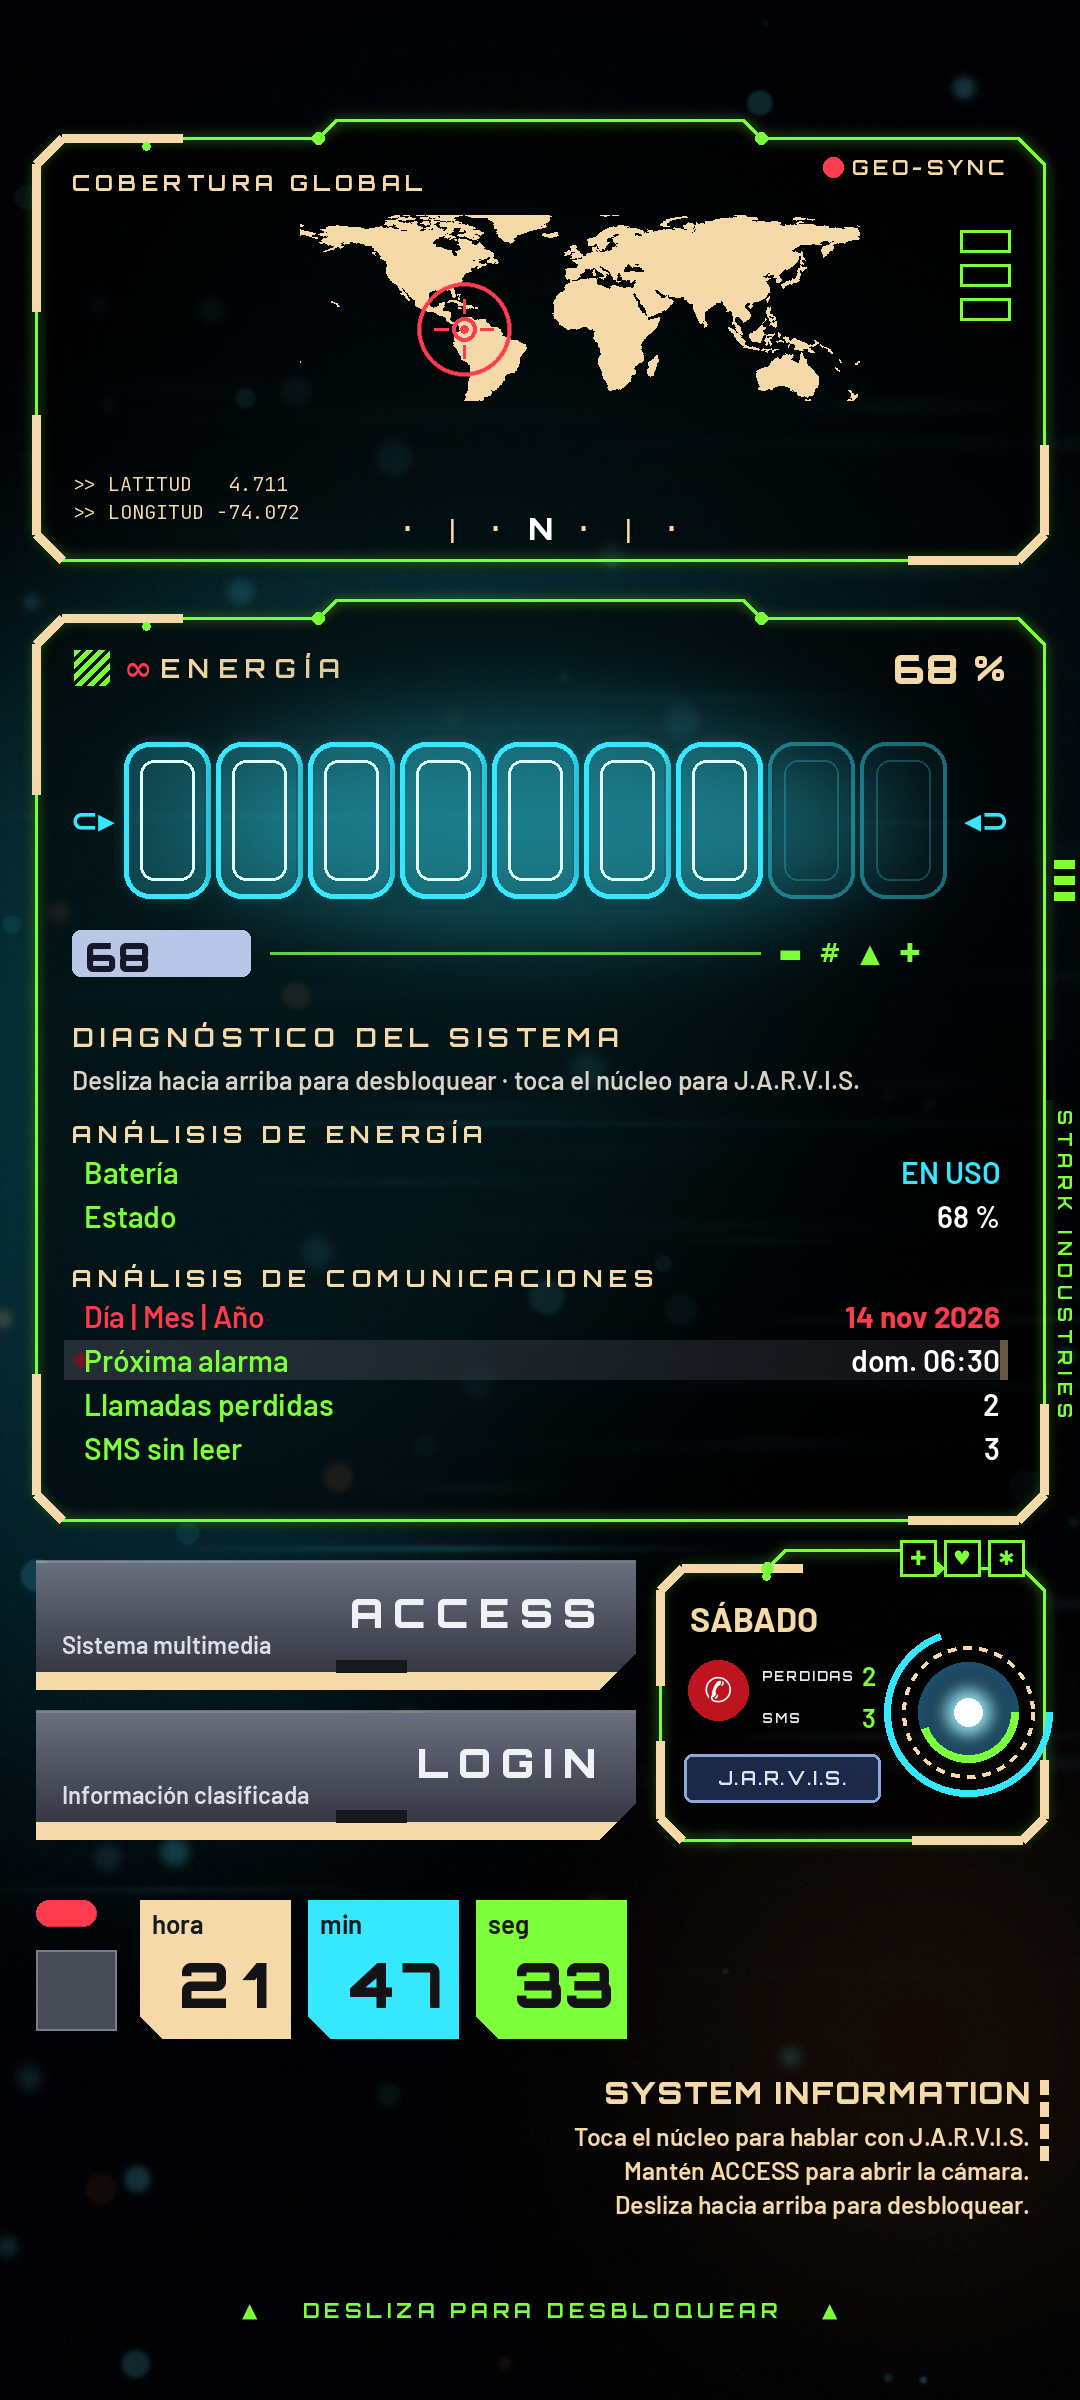 COBERTURA GLOBAL
GEO-SYNC
>> LATITUD 4.711
>> LONGITUD -74.072
· | · N · | ·
∞ ENERGÍA
68 %
68
- # ▲ +
DIAGNÓSTICO DEL SISTEMA
Desliza hacia arriba para desbloquear · toca el núcleo para J.A.R.V.I.S.
ANÁLISIS DE ENERGÍA
Batería EN USO
Estado 68 %
ANÁLISIS DE COMUNICACIONES
Día | Mes | Año 14 nov 2026
Próxima alarma dom. 06:30
Llamadas perdidas 2
SMS sin leer 3
STARK INDUSTRIES
ACCESS
Sistema multimedia
LOGIN
Información clasificada
SÁBADO
PERDIDAS 2
SMS 3
J.A.R.V.I.S.
hora
21
min
47
seg
33
SYSTEM INFORMATION
Toca el núcleo para hablar con J.A.R.V.I.S.
Mantén ACCESS para abrir la cámara.
Desliza hacia arriba para desbloquear.
▲ DESLIZA PARA DESBLOQUEAR ▲